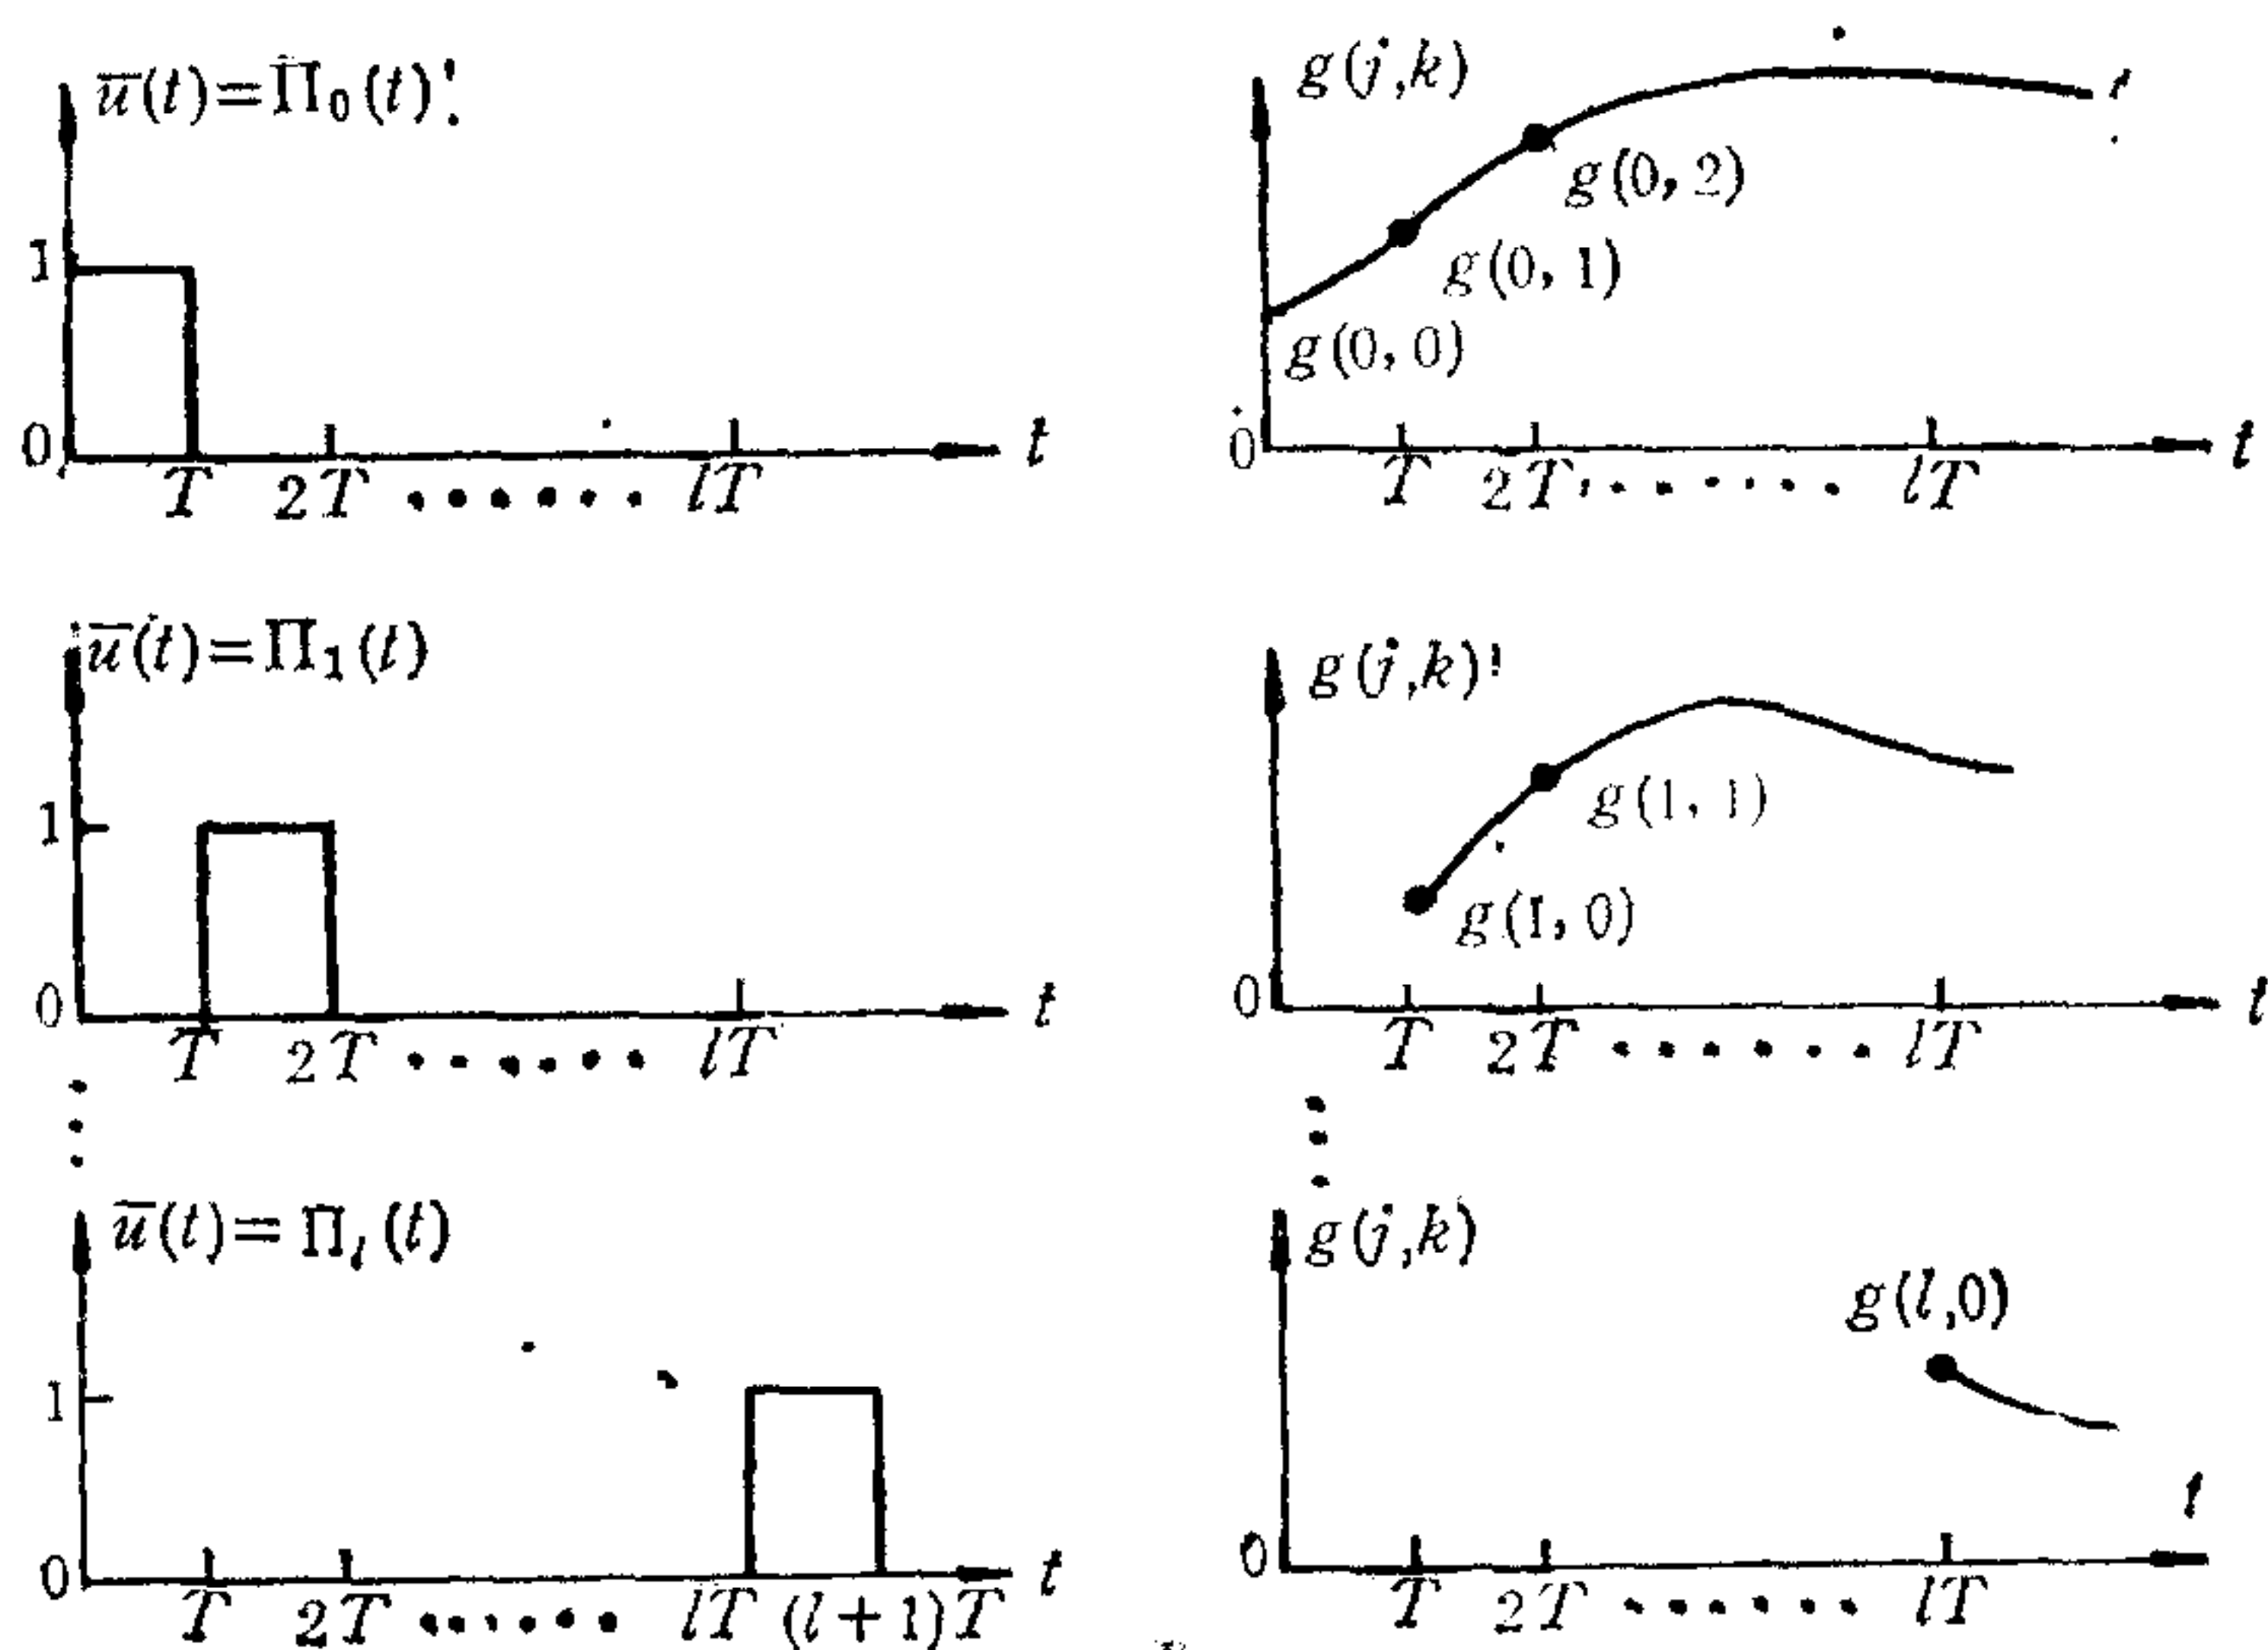 u̅(t)=Π₀(t)
1
0
T 2T ······ lT
t
g(j,k)
g(0, 2)
g(0, 1)
g(0, 0)
0
T 2T ······ lT
t
u̅(t)=Π₁(t)
1
0
T 2T ······ lT
t
g(j,k)
g(1, 1)
g(1, 0)
0
T 2T ······ lT
t
u̅(t)= Πₗ(t)
1
0
T 2T ······ lT (l+1)T
t
g(j,k)
g(l,0)
0
T 2T ······ lT
t